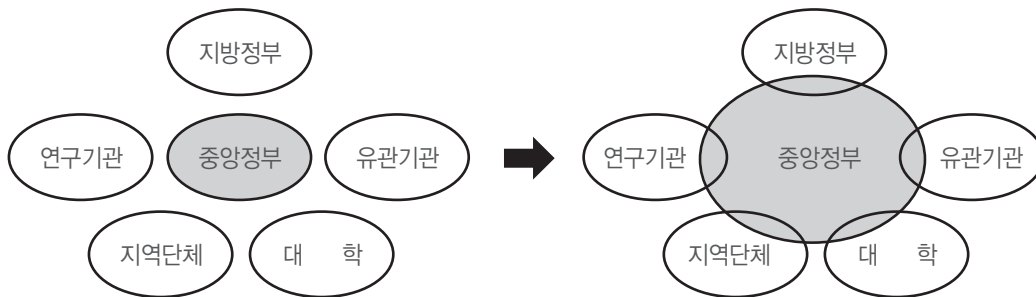 지방정부
연구기관
중앙정부
유관기관
지역단체
대 학
지방정부
연구기관
중앙정부
유관기관
지역단체
대 학